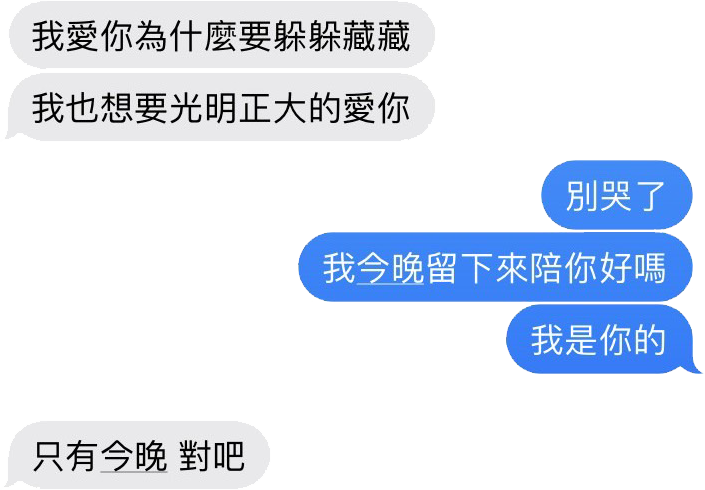 我愛你為什麼要躲躲藏藏
我也想要光明正大的愛你
別哭了
我今晚留下來陪你好嗎
我是你的
只有今晚 對吧